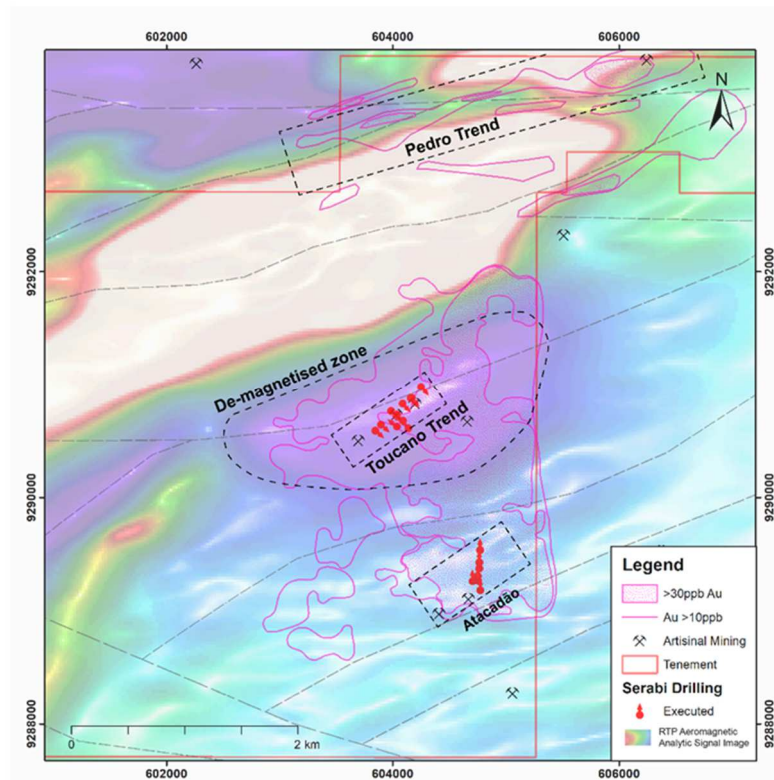 602000
604000
606000
N
Pedro Trend
9292000
9292000
De-magnetised zone
Toucano Trend
9290000
9290000
Atacadão
Legend
>30ppb Au
Au >10ppb
Artisinal Mining
Tenement
Serabi Drilling
Executed
RTP Aeromagnetic
Analytic Signal Image
9288000
9288000
0
2 km
602000
604000
606000